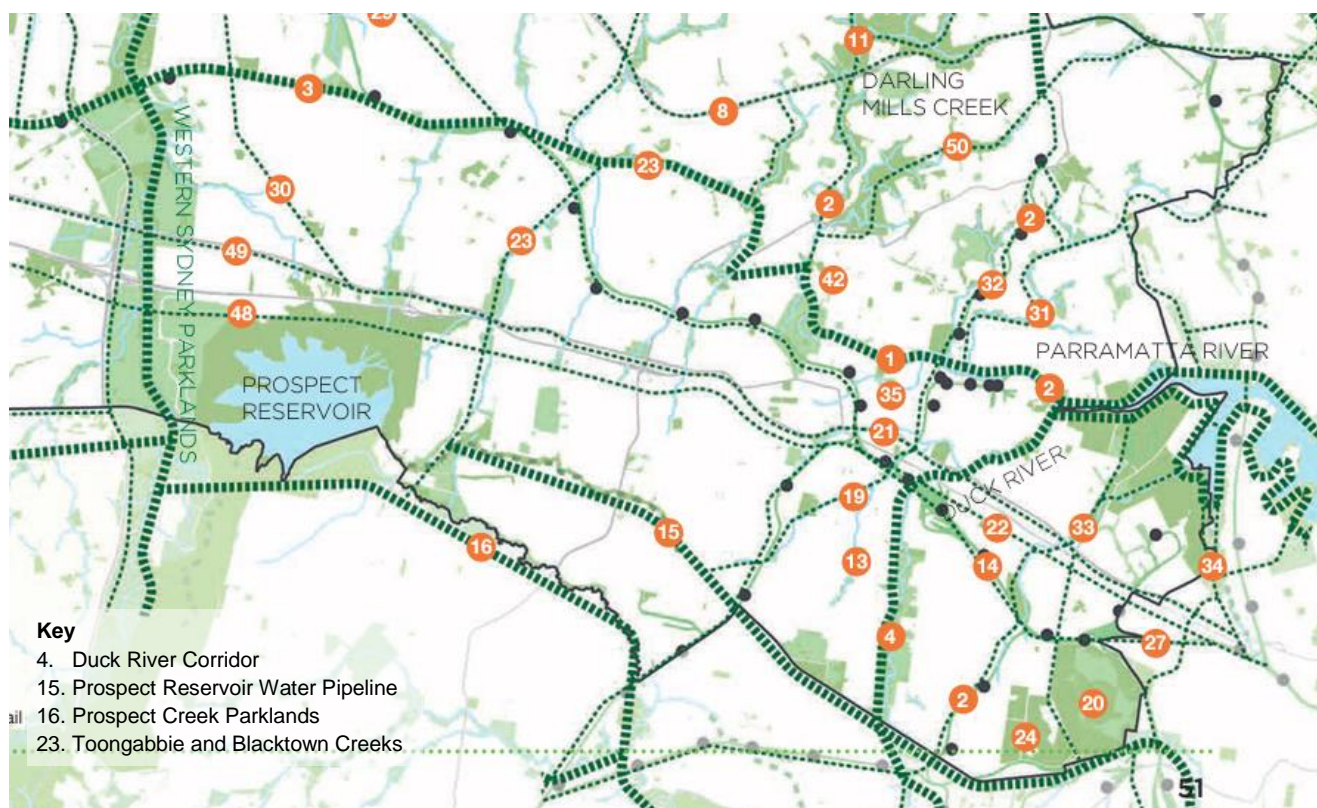 29
11
DARLING
MILLS CREEK
3
8
50
23
WESTERN SYDNEY PARKLANDS
30
2
2
23
49
42
32
48
31
1
PARRAMATTA RIVER
PROSPECT
RESERVOIR
35
2
21
DUCK RIVER
19
22
33
15
16
13
14
34
4
27
2
20
24
Key
4. Duck River Corridor
15. Prospect Reservoir Water Pipeline
16. Prospect Creek Parklands
23. Toongabbie and Blacktown Creeks
ail
51